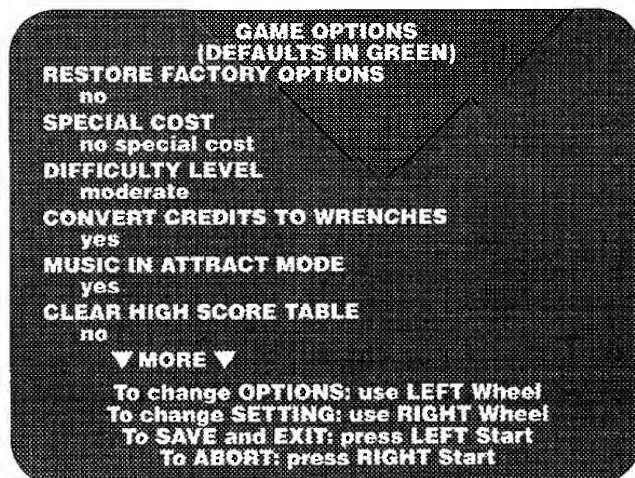 GAME OPTIONS
(DEFAULTS IN GREEN)
RESTORE FACTORY OPTIONS
no
SPECIAL COST
no special cost
DIFFICULTY LEVEL
moderate
CONVERT CREDITS TO WRENCHES
yes
MUSIC IN ATTRACT MODE
yes
CLEAR HIGH SCORE TABLE
no
▼ MORE ▼
To change OPTIONS: use LEFT Wheel
To change SETTING: use RIGHT Wheel
To SAVE and EXIT: press LEFT Start
To ABORT: press RIGHT Start